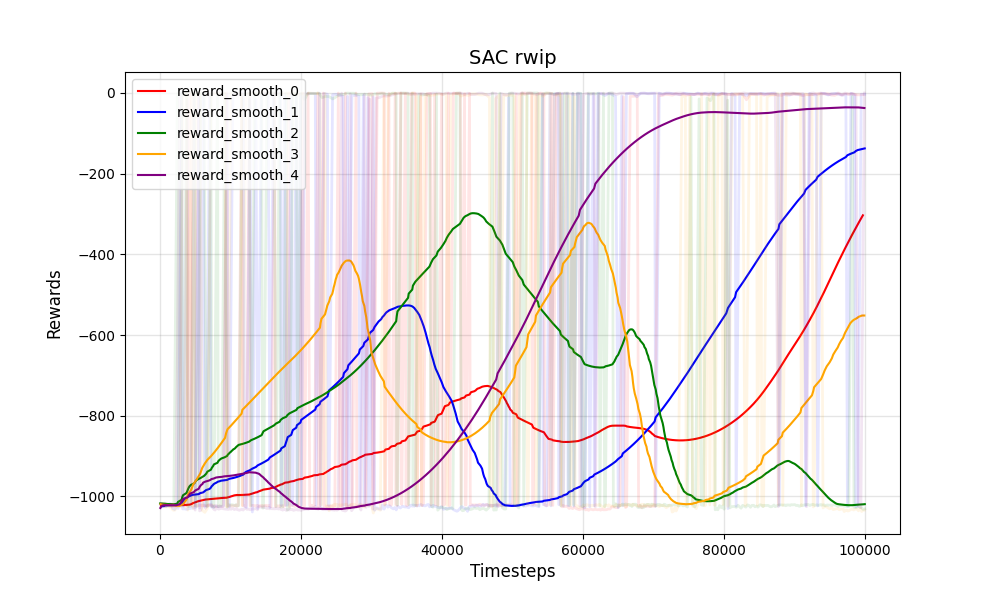 SAC rwip
reward_smooth_0
reward_smooth_1
reward_smooth_2
reward_smooth_3
reward_smooth_4
Rewards
0
−200
−400
−600
−800
−1000
0 20000 40000 60000 80000 100000
Timesteps